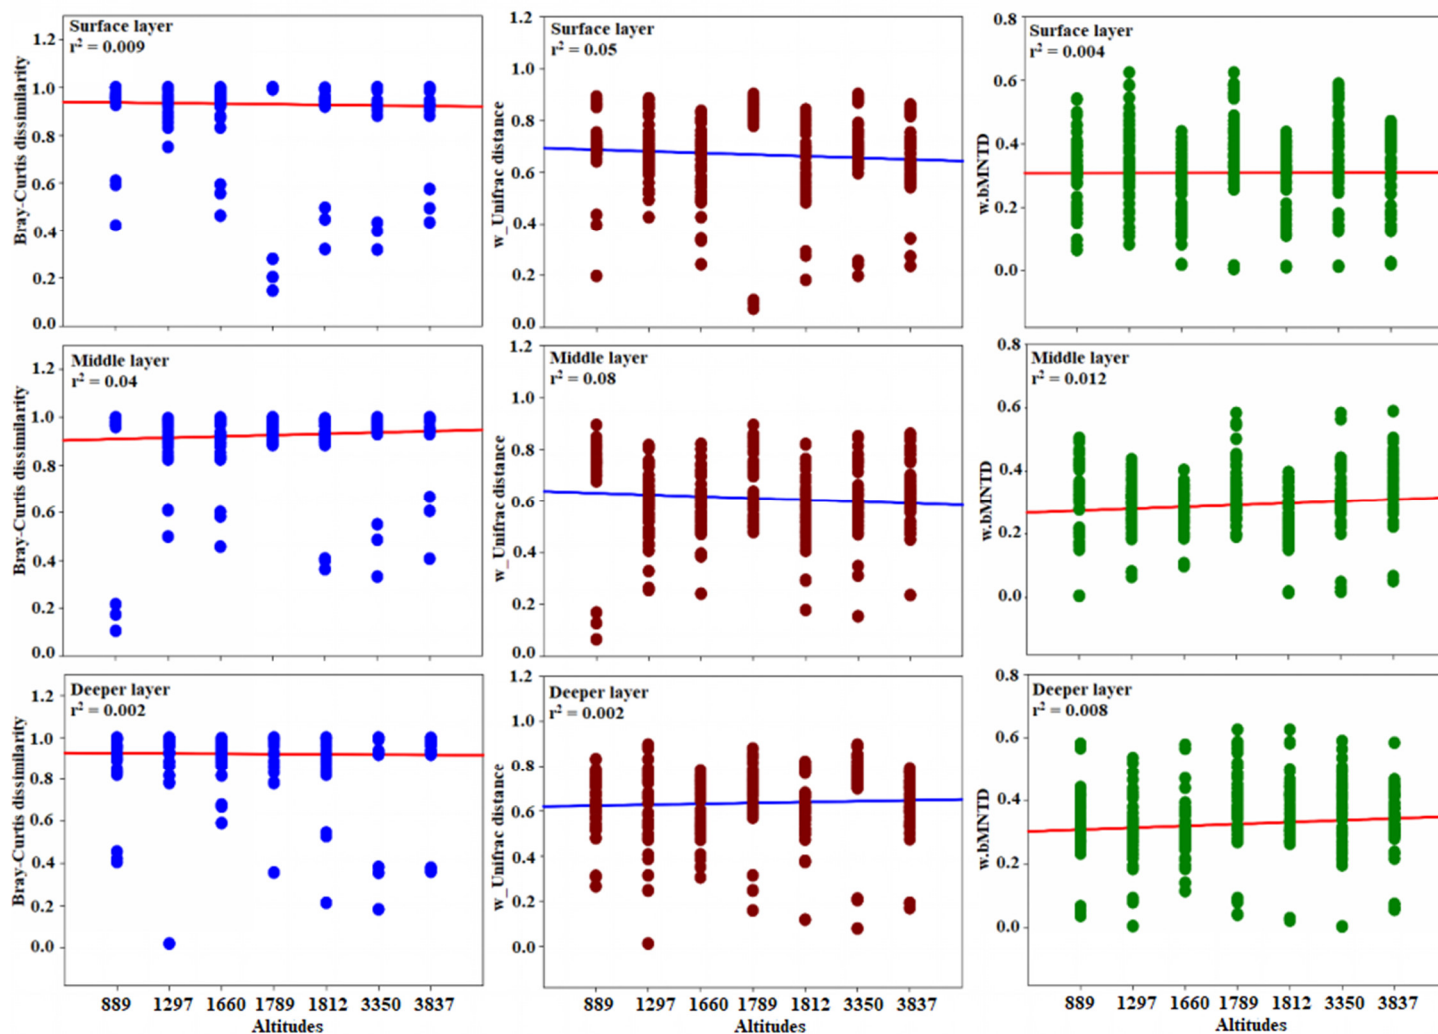 Surface layer
r² = 0.009
Bray-Curtis dissimilarity
1.2
1.0
0.8
0.6
0.4
0.2
0.0
Surface layer
r² = 0.05
w_Unifrac distance
1.2
1.0
0.8
0.6
0.4
0.2
0.0
Surface layer
r² = 0.004
w.bMNTD
0.8
0.6
0.4
0.2
0.0
Middle layer
r² = 0.04
Bray-Curtis dissimilarity
1.2
1.0
0.8
0.6
0.4
0.2
0.0
Middle layer
r² = 0.08
w_Unifrac distance
1.2
1.0
0.8
0.6
0.4
0.2
0.0
Middle layer
r² = 0.012
w.bMNTD
0.8
0.6
0.4
0.2
0.0
Deeper layer
r² = 0.002
Bray-Curtis dissimilarity
1.2
1.0
0.8
0.6
0.4
0.2
0.0
889 1297 1660 1789 1812 3350 3837
Altitudes
Deeper layer
r² = 0.002
w_Unifrac distance
1.2
1.0
0.8
0.6
0.4
0.2
0.0
889 1297 1660 1789 1812 3350 3837
Altitudes
Deeper layer
r² = 0.008
w.bMNTD
0.8
0.6
0.4
0.2
0.0
889 1297 1660 1789 1812 3350 3837
Altitudes